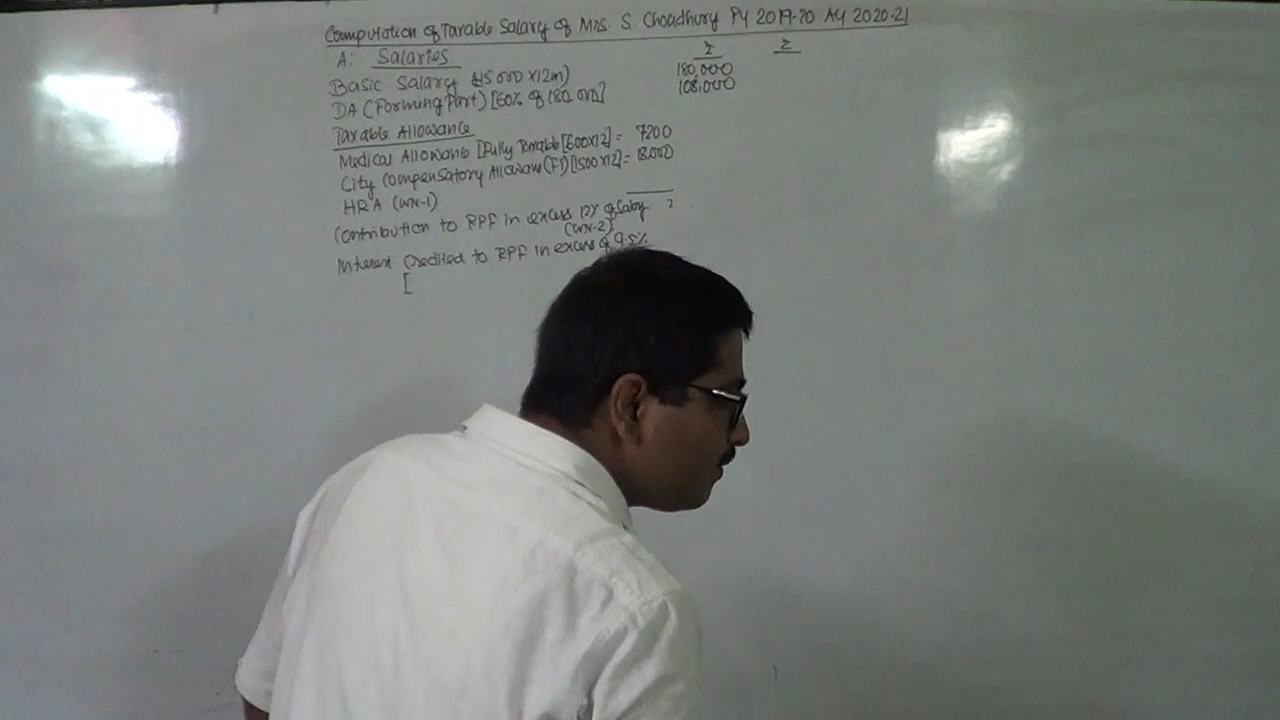 Computation of Taxable Salary of Mrs. S Choudhury PY 2019-20 AY 2020-21
A: Salaries ₹ ₹
Basic Salary (15000 X12m) 180,000
DA (Forming Part) [60% of 180,000] 108,000
Taxable Allowance
Medical Allowance [Fully Taxable [600x12] = 7200
City Compensatory Allowance (FT) [1500 X12] = 18,000
HRA (WN-1)
Contribution to RPF in excess 12% of Salary ?
(WN-2)
Interest Credited to RPF in excess of 9.5%
[